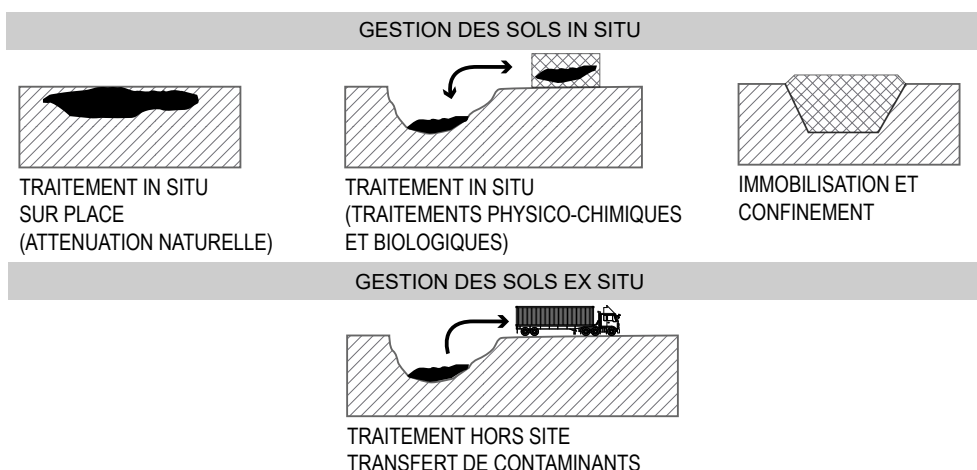 GESTION DES SOLS IN SITU
TRAITEMENT IN SITU
SUR PLACE
(ATTENUATION NATURELLE)
TRAITEMENT IN SITU
(TRAITEMENTS PHYSICO-CHIMIQUES
ET BIOLOGIQUES)
IMMOBILISATION ET
CONFINEMENT
GESTION DES SOLS EX SITU
TRAITEMENT HORS SITE
TRANSFERT DE CONTAMINANTS